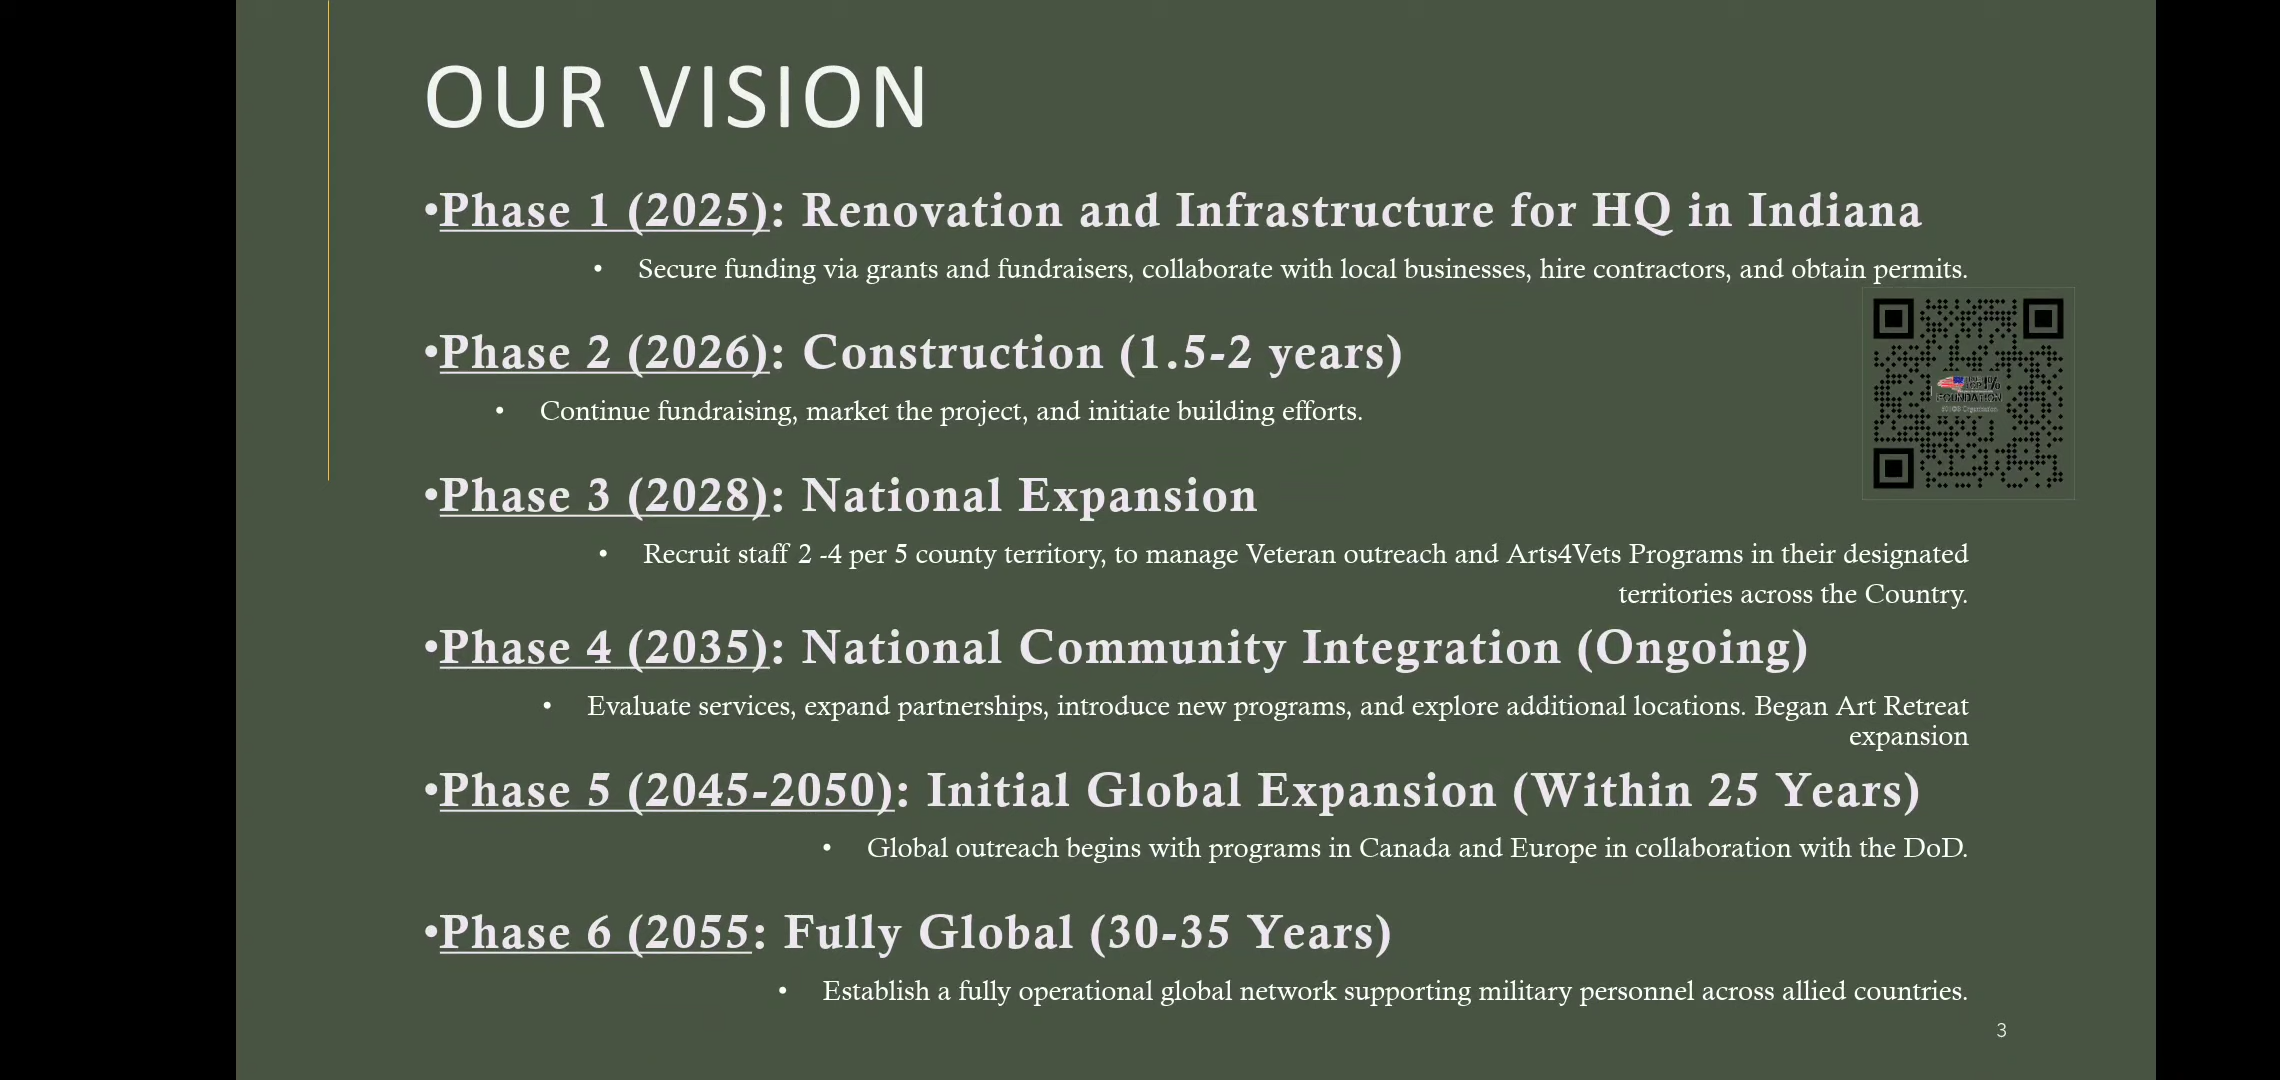 OUR VISION
•Phase 1 (2025): Renovation and Infrastructure for HQ in Indiana
• Secure funding via grants and fundraisers, collaborate with local businesses, hire contractors, and obtain permits.
•Phase 2 (2026): Construction (1.5-2 years)
• Continue fundraising, market the project, and initiate building efforts.
FOUNDATION
•Phase 3 (2028): National Expansion
• Recruit staff 2 -4 per 5 county territory, to manage Veteran outreach and Arts4Vets Programs in their designated
territories across the Country.
•Phase 4 (2035): National Community Integration (Ongoing)
• Evaluate services, expand partnerships, introduce new programs, and explore additional locations. Began Art Retreat
expansion
•Phase 5 (2045-2050): Initial Global Expansion (Within 25 Years)
• Global outreach begins with programs in Canada and Europe in collaboration with the DoD.
•Phase 6 (2055: Fully Global (30-35 Years)
• Establish a fully operational global network supporting military personnel across allied countries.
3